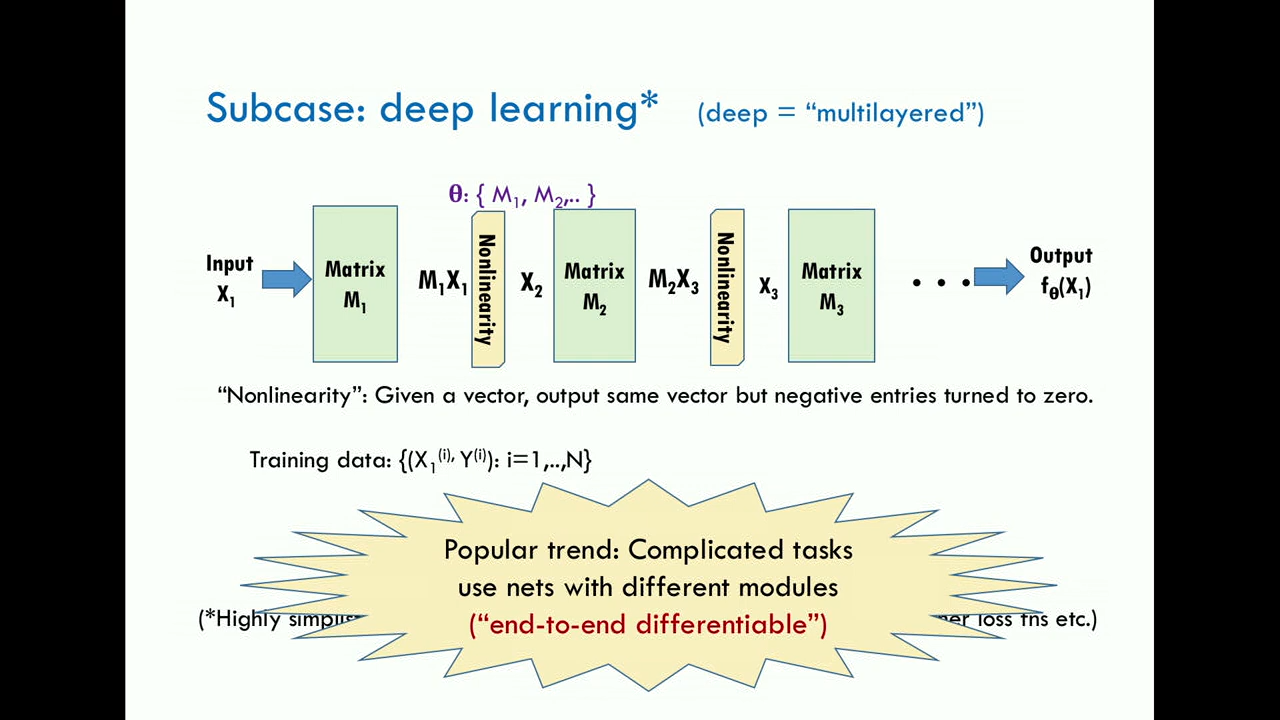 Subcase: deep learning* (deep = “multilayered”)
θ: { M1, M2,.. }
Input
X1
Matrix
M1
M1X1
Nonlinearity
X2
Matrix
M2
M2X3
Nonlinearity
X3
Matrix
M3
• • •
Output
fθ(X1)
“Nonlinearity”: Given a vector, output same vector but negative entries turned to zero.
Training data: {(X1(i), Y(i)): i=1,..,N}
Popular trend: Complicated tasks
use nets with different modules
(“end-to-end differentiable”)
(*Highly loss fns etc.)